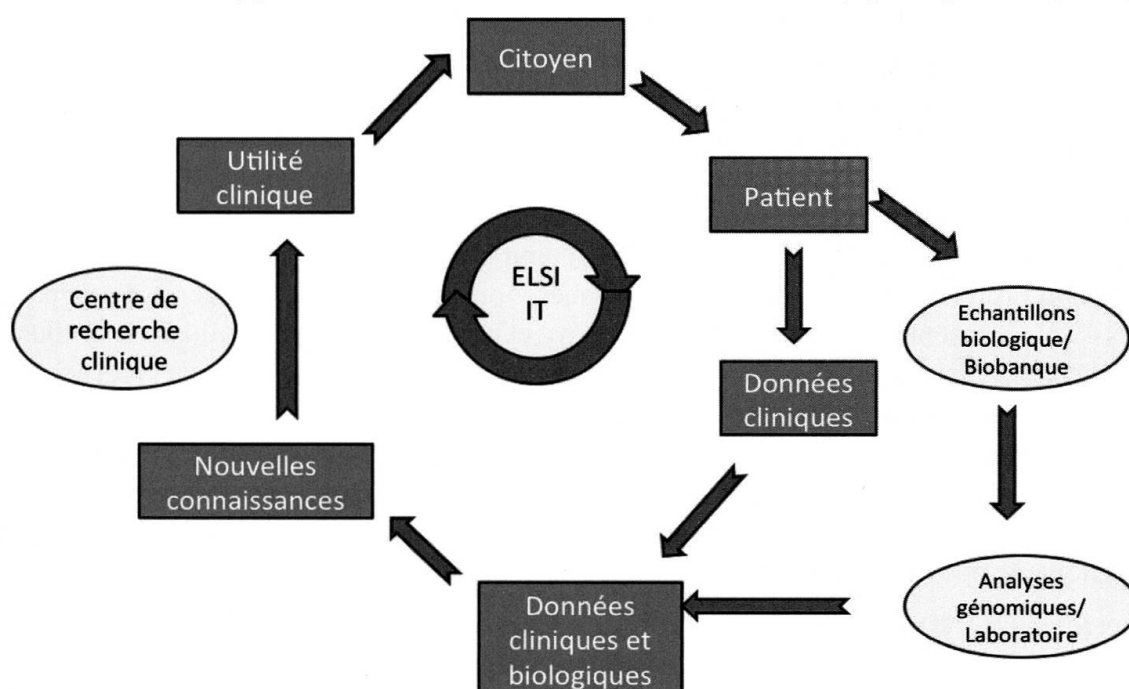 Citoyen
Utilité
clinique
Patient
ELSI
IT
Centre de
recherche
clinique
Echantillons
biologique/
Biobanque
Données
cliniques
Nouvelles
connaissances
Données
cliniques et
biologiques
Analyses
génomiques/
Laboratoire